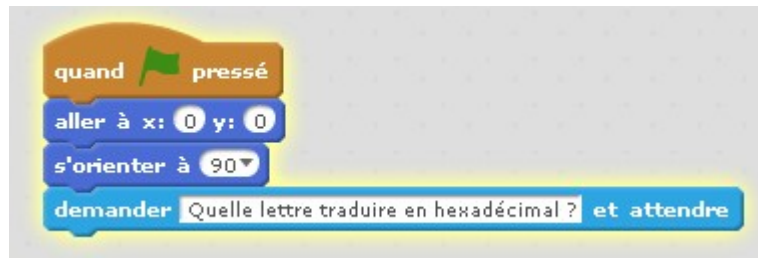 quand pressé
aller à x: 0 y: 0
s'orienter à 90
demander Quelle lettre traduire en hexadécimal ? et attendre